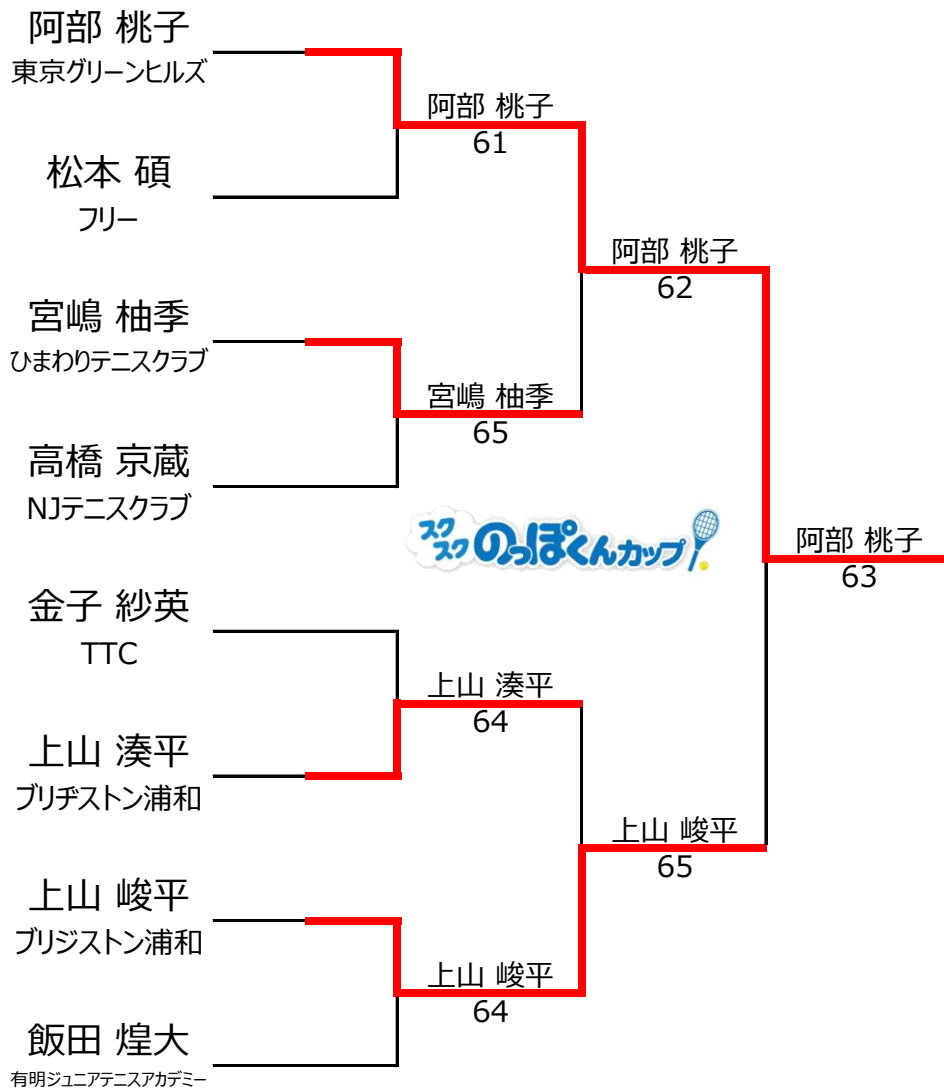 阿部 桃子
東京グリーンヒルズ
阿部 桃子
61
松本 碩
フリー
阿部 桃子
62
宮嶋 柚季
ひまわりテニスクラブ
宮嶋 柚季
65
高橋 京蔵
NJテニスクラブ
スク
スク
のっぽくんカップ
阿部 桃子
63
金子 紗英
TTC
上山 湊平
64
上山 湊平
ブリヂストン浦和
上山 峻平
65
上山 峻平
ブリジストン浦和
上山 峻平
64
飯田 煌大
有明ジュニアテニスアカデミー